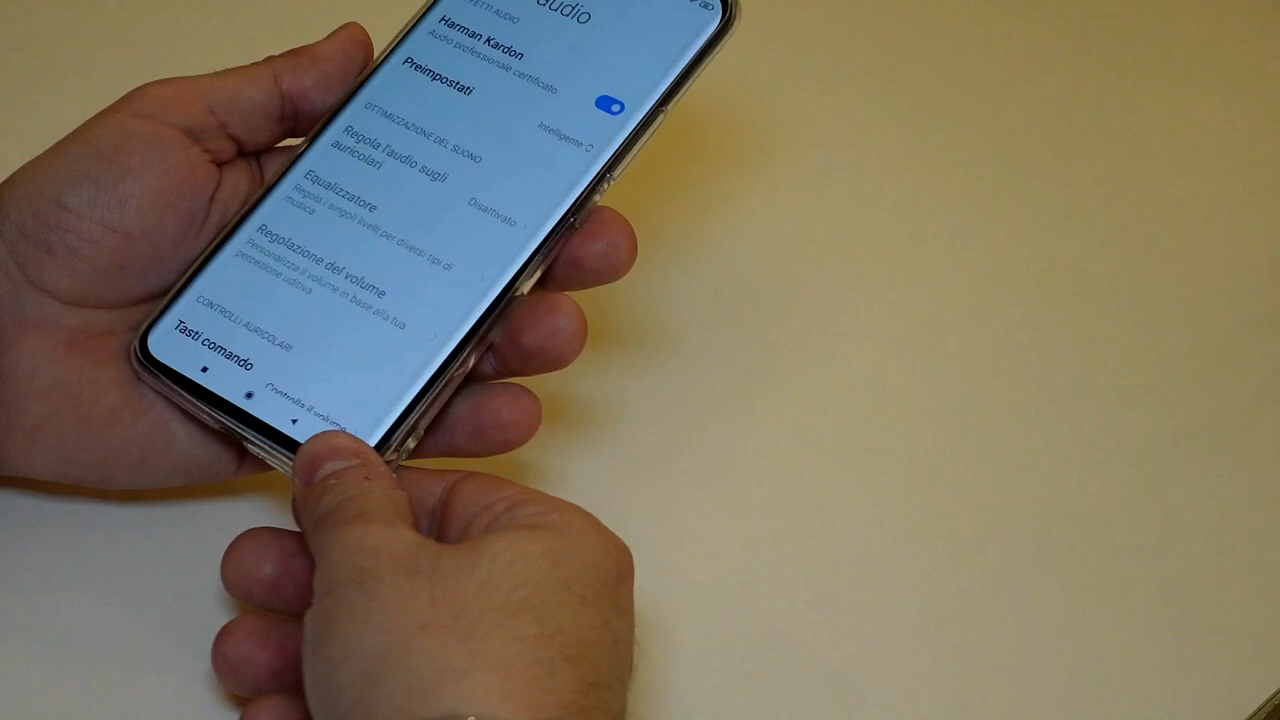 audio
FETTI AUDIO
Harman Kardon
Audio professionale certificato
Preimpostati
Intelligente
OTTIMIZZAZIONE DEL SUONO
Regola l'audio sugli
auricolari
Disattivato
Equalizzatore
Regola i singoli livelli per diversi tipi di
musica
Regolazione del volume
Personalizza il volume in base alla tua
percezione uditiva
CONTROLLI AURICOLARI
Tasti comando
Controlla il volume